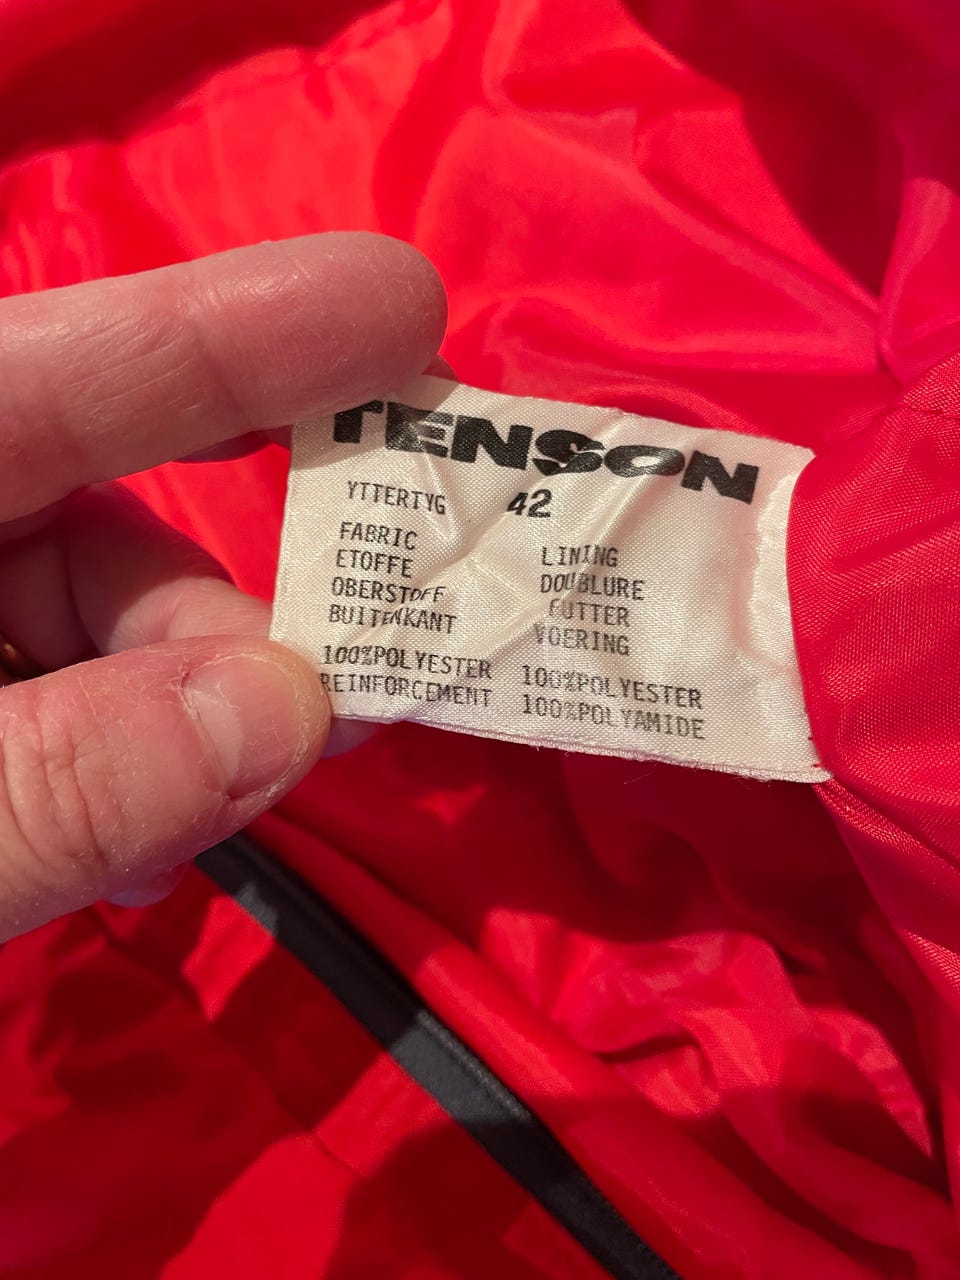 TENSON
YTTERTYG 42
FABRIC LINING
ETOFFE DOUBLURE
OBERSTOFF FUTTER
BUITENKANT VOERING
100%POLYESTER 100%POLYESTER
REINFORCEMENT 100%POLYAMIDE